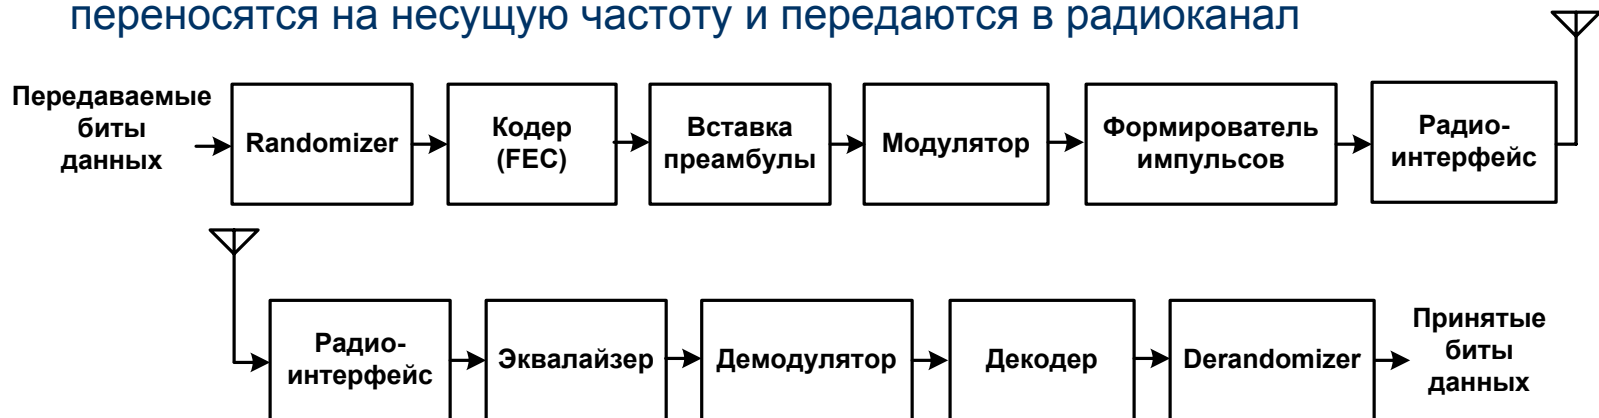 переносятся на несущую частоту и передаются в радиоканал
Передаваемые
биты
данных
Randomizer
Кодер
(FEC)
Вставка
преамбулы
Модулятор
Формирователь
импульсов
Радио-
интерфейс
Радио-
интерфейс
Эквалайзер
Демодулятор
Декодер
Derandomizer
Принятые
биты
данных